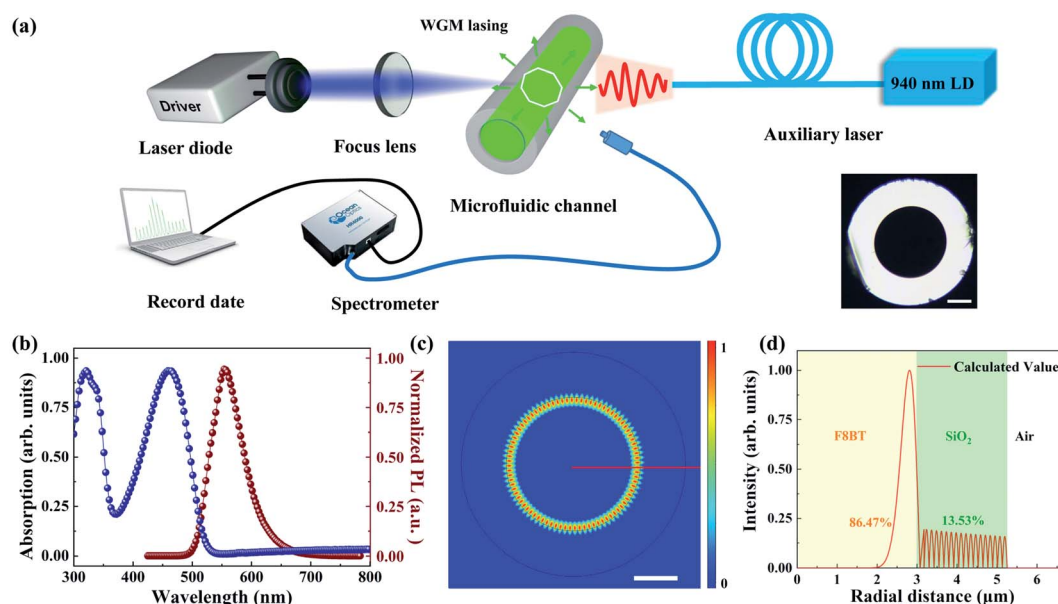 (a)
WGM lasing
Driver
940 nm LD
Laser diode
Focus lens
Auxiliary laser
Microfluidic channel
Ocean
Optics
Record date
Spectrometer
(b)
1.00
0.75
0.50
0.25
0.00
Absorption (arb. units)
1.00
0.75
0.50
0.25
0.00
Normalized PL (a.u. )
300 400 500 600 700 800
Wavelength (nm)
(c)
1
0
(d)
1.00
0.75
0.50
0.25
0.00
Intensity (arb. units)
Calculated Value
F8BT
SiO₂
Air
86.47%
13.53%
0 1 2 3 4 5 6
Radial distance (μm)